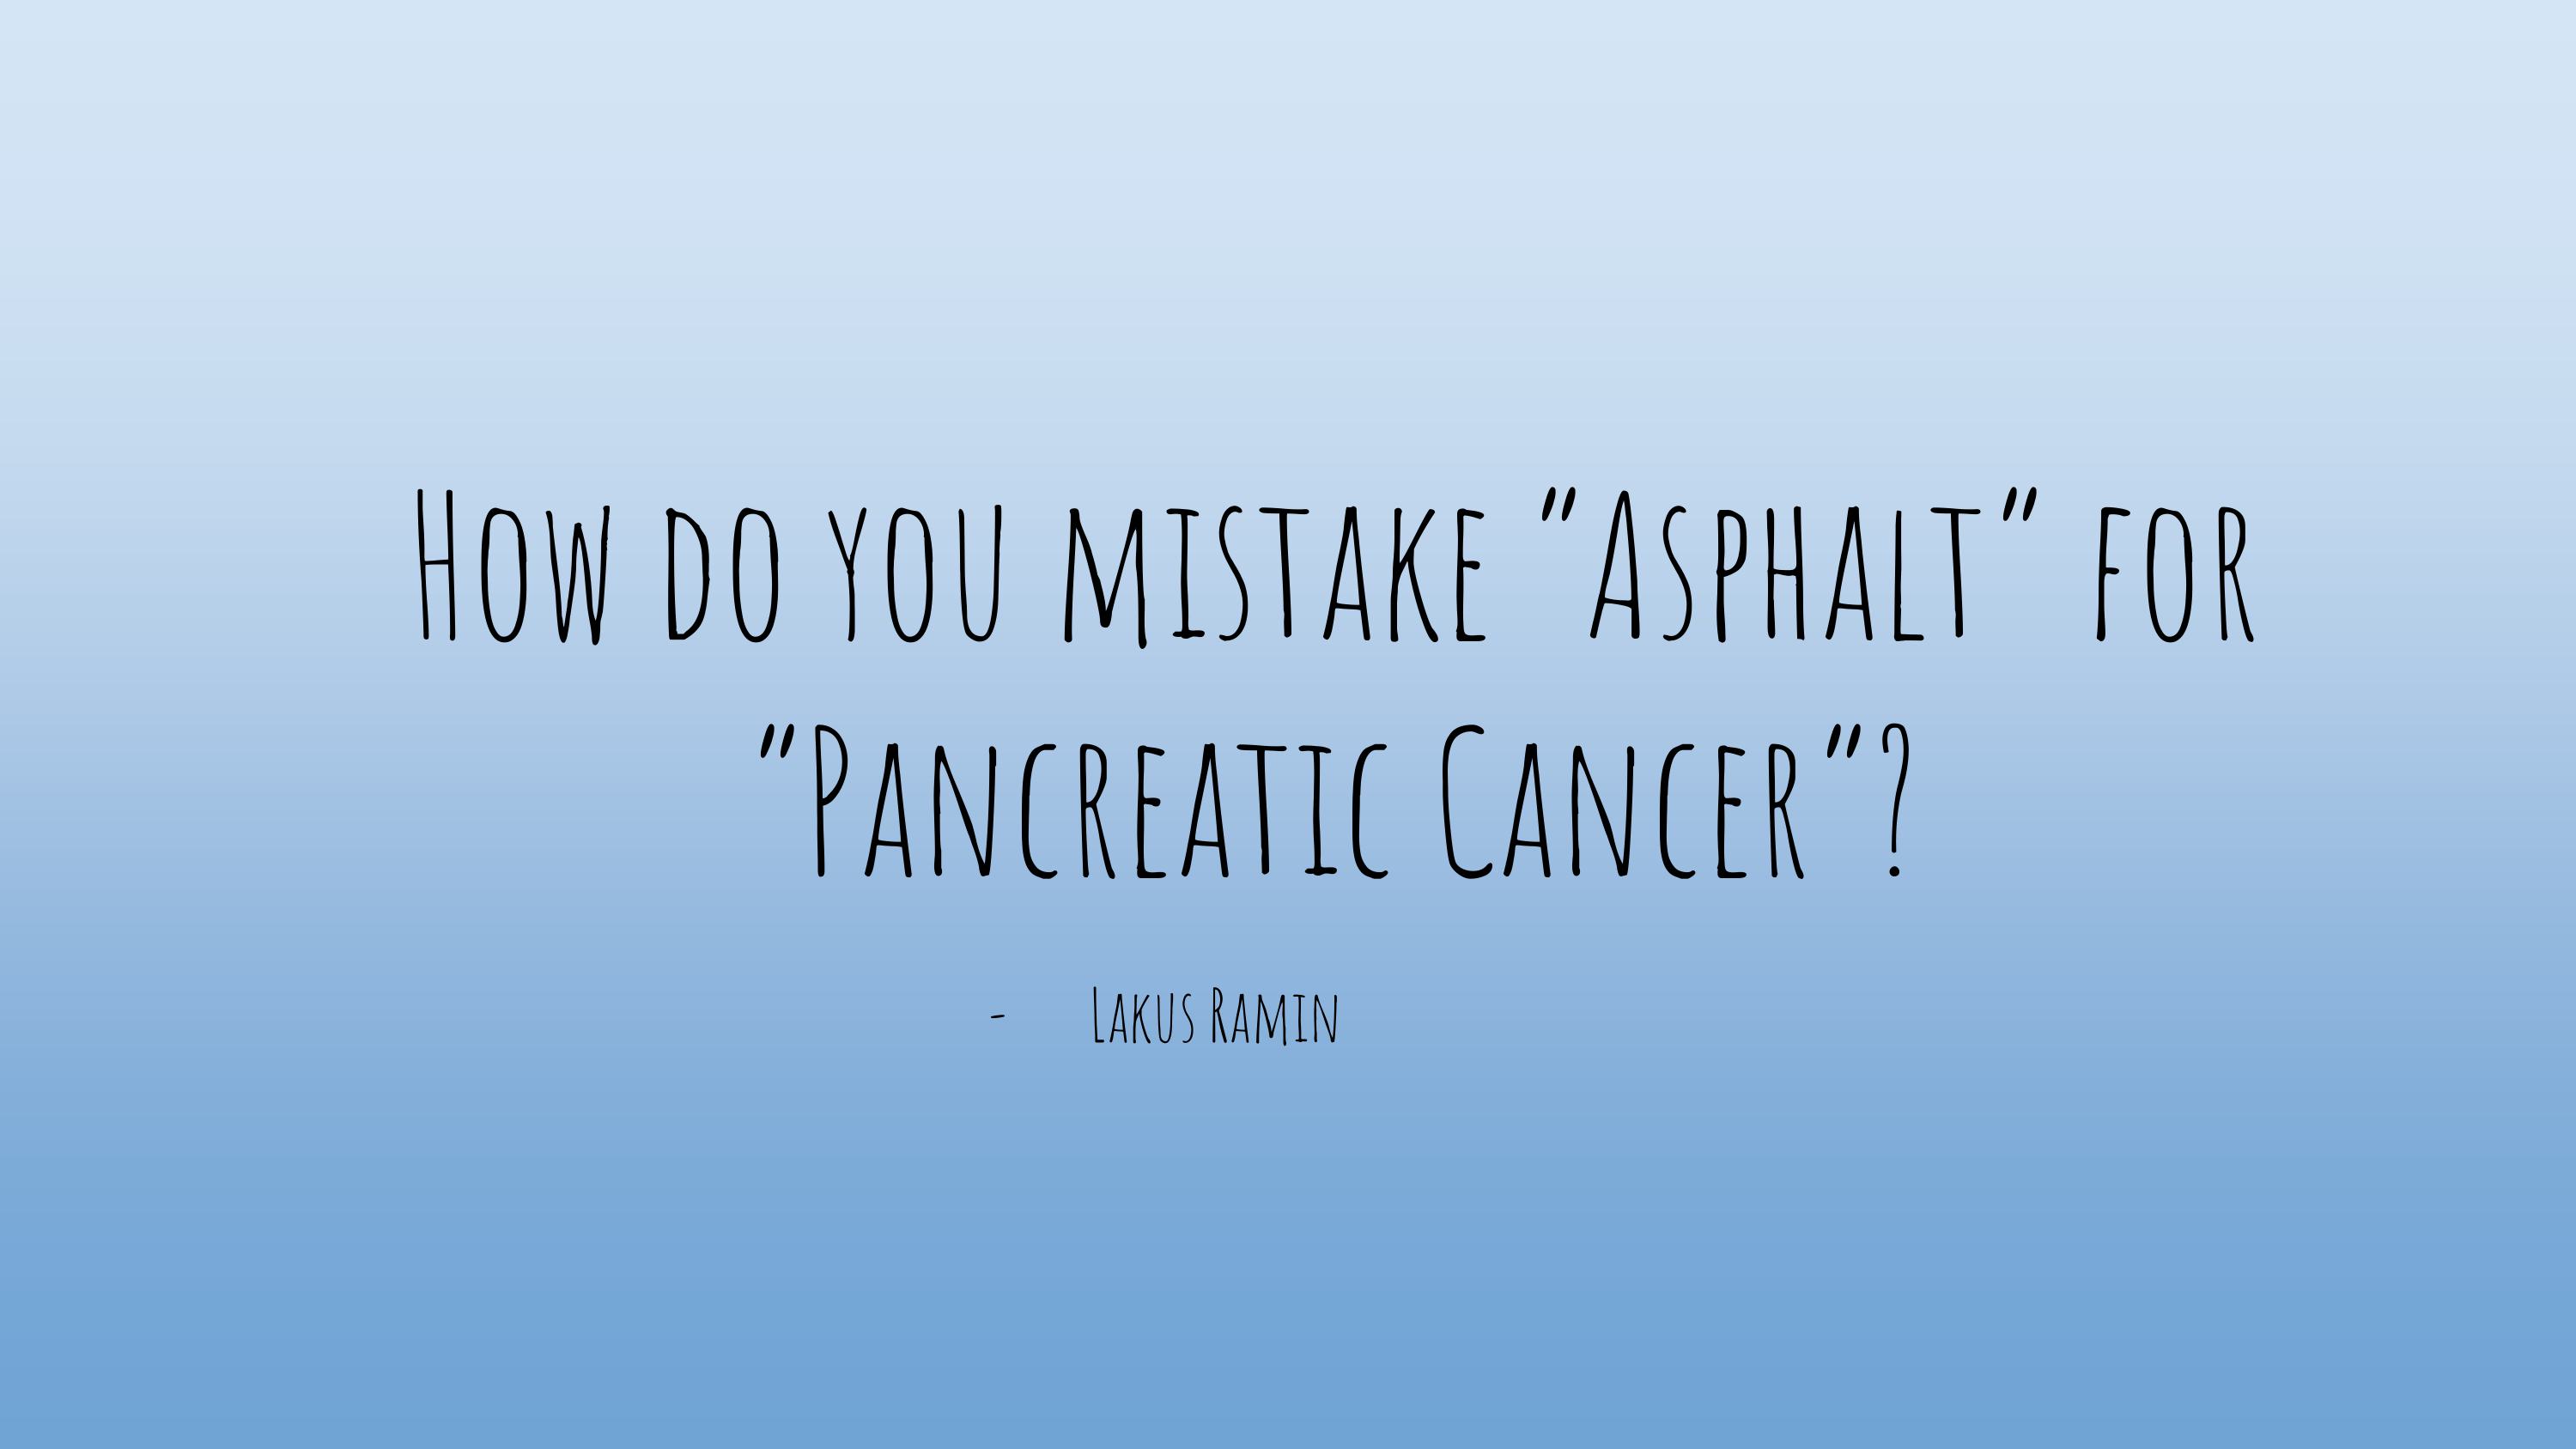 How do you mistake "Asphalt" for
"Pancreatic Cancer"?
- Lakus Ramin